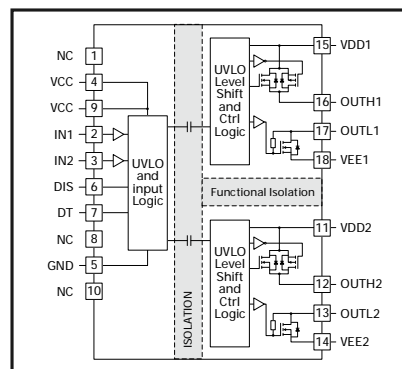 NC 1
VCC 4
VCC 9
IN1 2
IN2 3
DIS 6
DT 7
NC 8
GND 5
NC 10
UVLO
and
input
Logic
ISOLATION
UVLO
Level
Shift
and
Ctrl
Logic
15 VDD1
16 OUTH1
17 OUTL1
18 VEE1
Functional Isolation
UVLO
Level
Shift
and
Ctrl
Logic
11 VDD2
12 OUTH2
13 OUTL2
14 VEE2